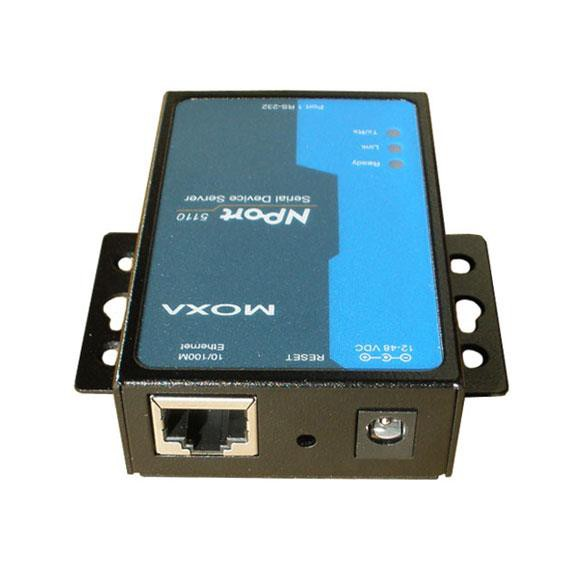 MOXA
NPort 5110
Serial Device Server
Ready
Link
Tx/Rx
Port 1 RS-232
12-48 VDC
RESET
10/100M
Ethernet